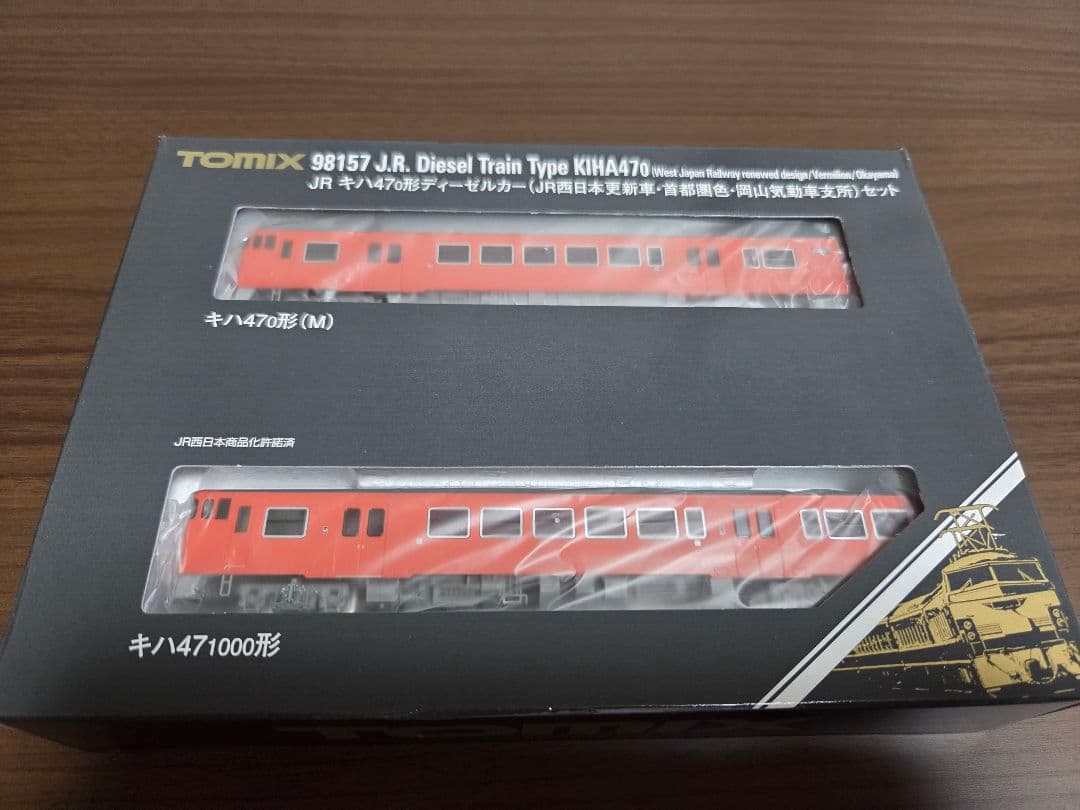 TOMIX 98157 J.R. Diesel Train Type KIHA470 (West Japan Railway renewed design/Vermilion/Okayama)
JR キハ470形ディーゼルカー(JR西日本更新車・首都圏色・岡山気動車支所)セット
キハ470形(M)
JR西日本商品化許諾済
キハ471000形
TOMIX